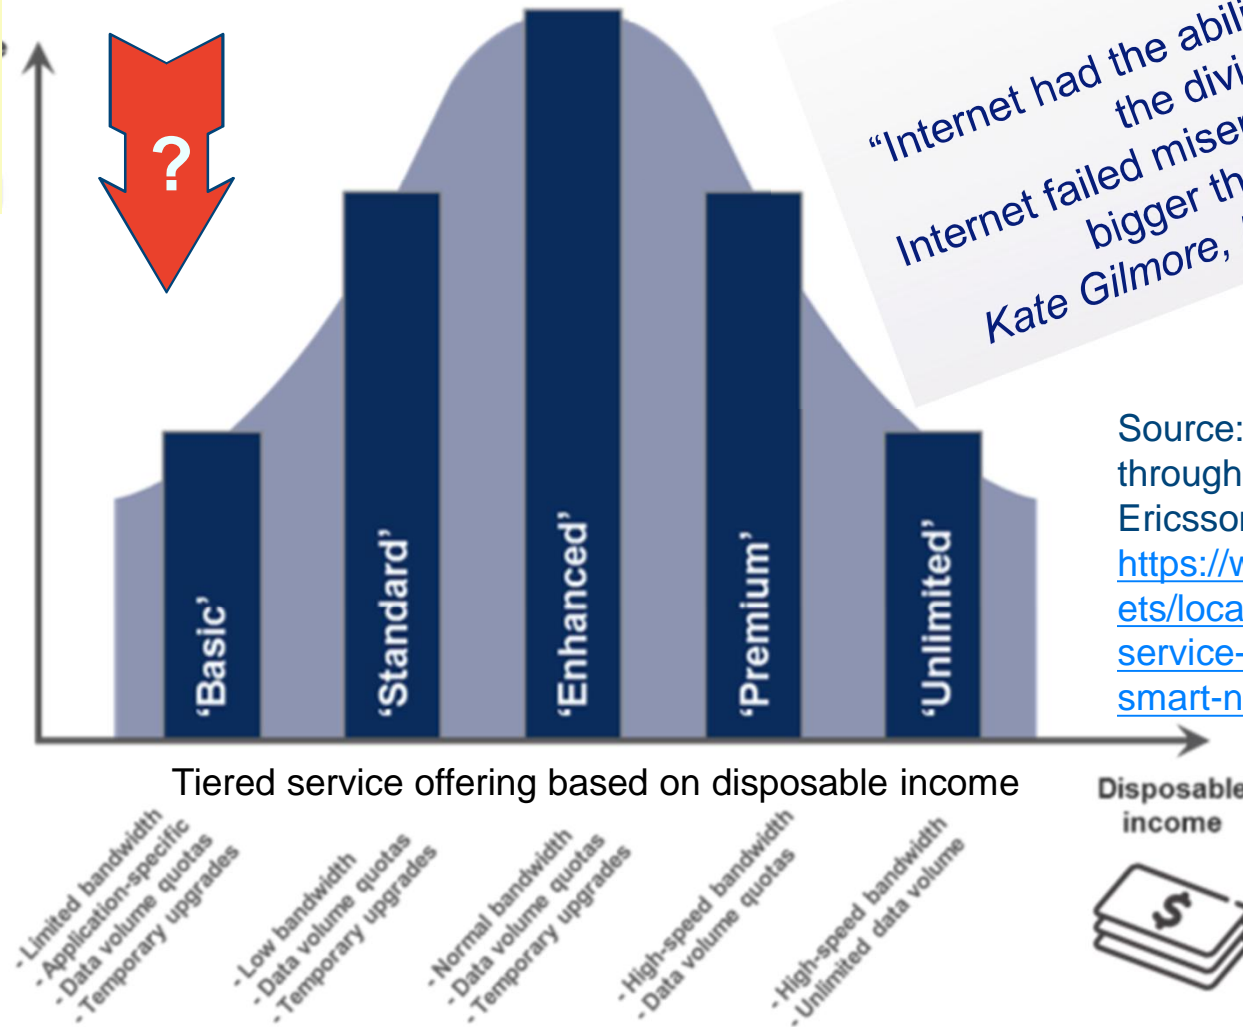 ?
“Internet had the abili
the divi
Internet failed miser
bigger th
Kate Gilmore,
Source:
through
Ericsson
https://w
ets/loca
service-
smart-n
‘Basic’
‘Standard’
‘Enhanced’
‘Premium’
‘Unlimited’
Tiered service offering based on disposable income
Disposable
income
- Limited bandwidth
- Application-specific
- Data volume quotas
- Temporary upgrades
- Low bandwidth
- Data volume quotas
- Temporary upgrades
- Normal bandwidth
- Data volume quotas
- Temporary upgrades
- High-speed bandwidth
- Data volume quotas
- High-speed bandwidth
- Unlimited data volume
$